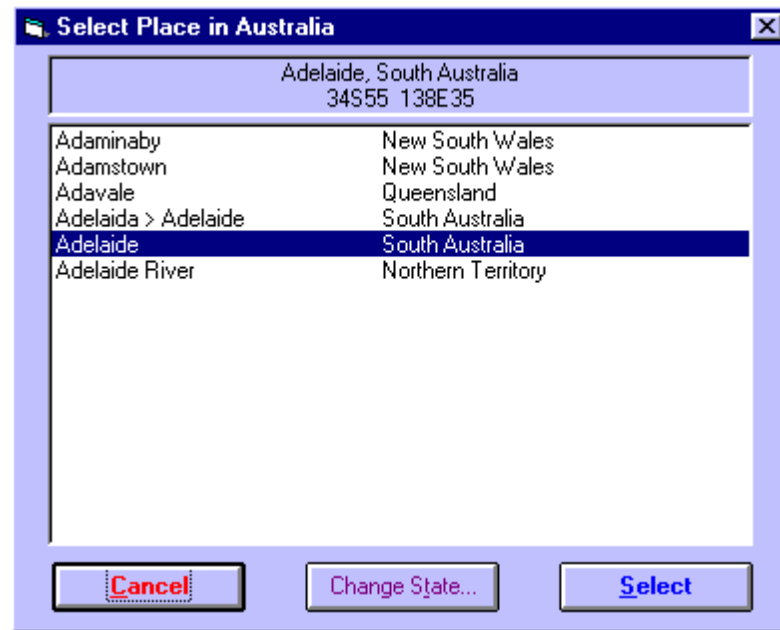 Select Place in Australia
Adelaide, South Australia
34S55 138E35
Adaminaby New South Wales
Adamstown New South Wales
Adavale Queensland
Adelaida > Adelaide South Australia
Adelaide South Australia
Adelaide River Northern Territory
Cancel Change State... Select